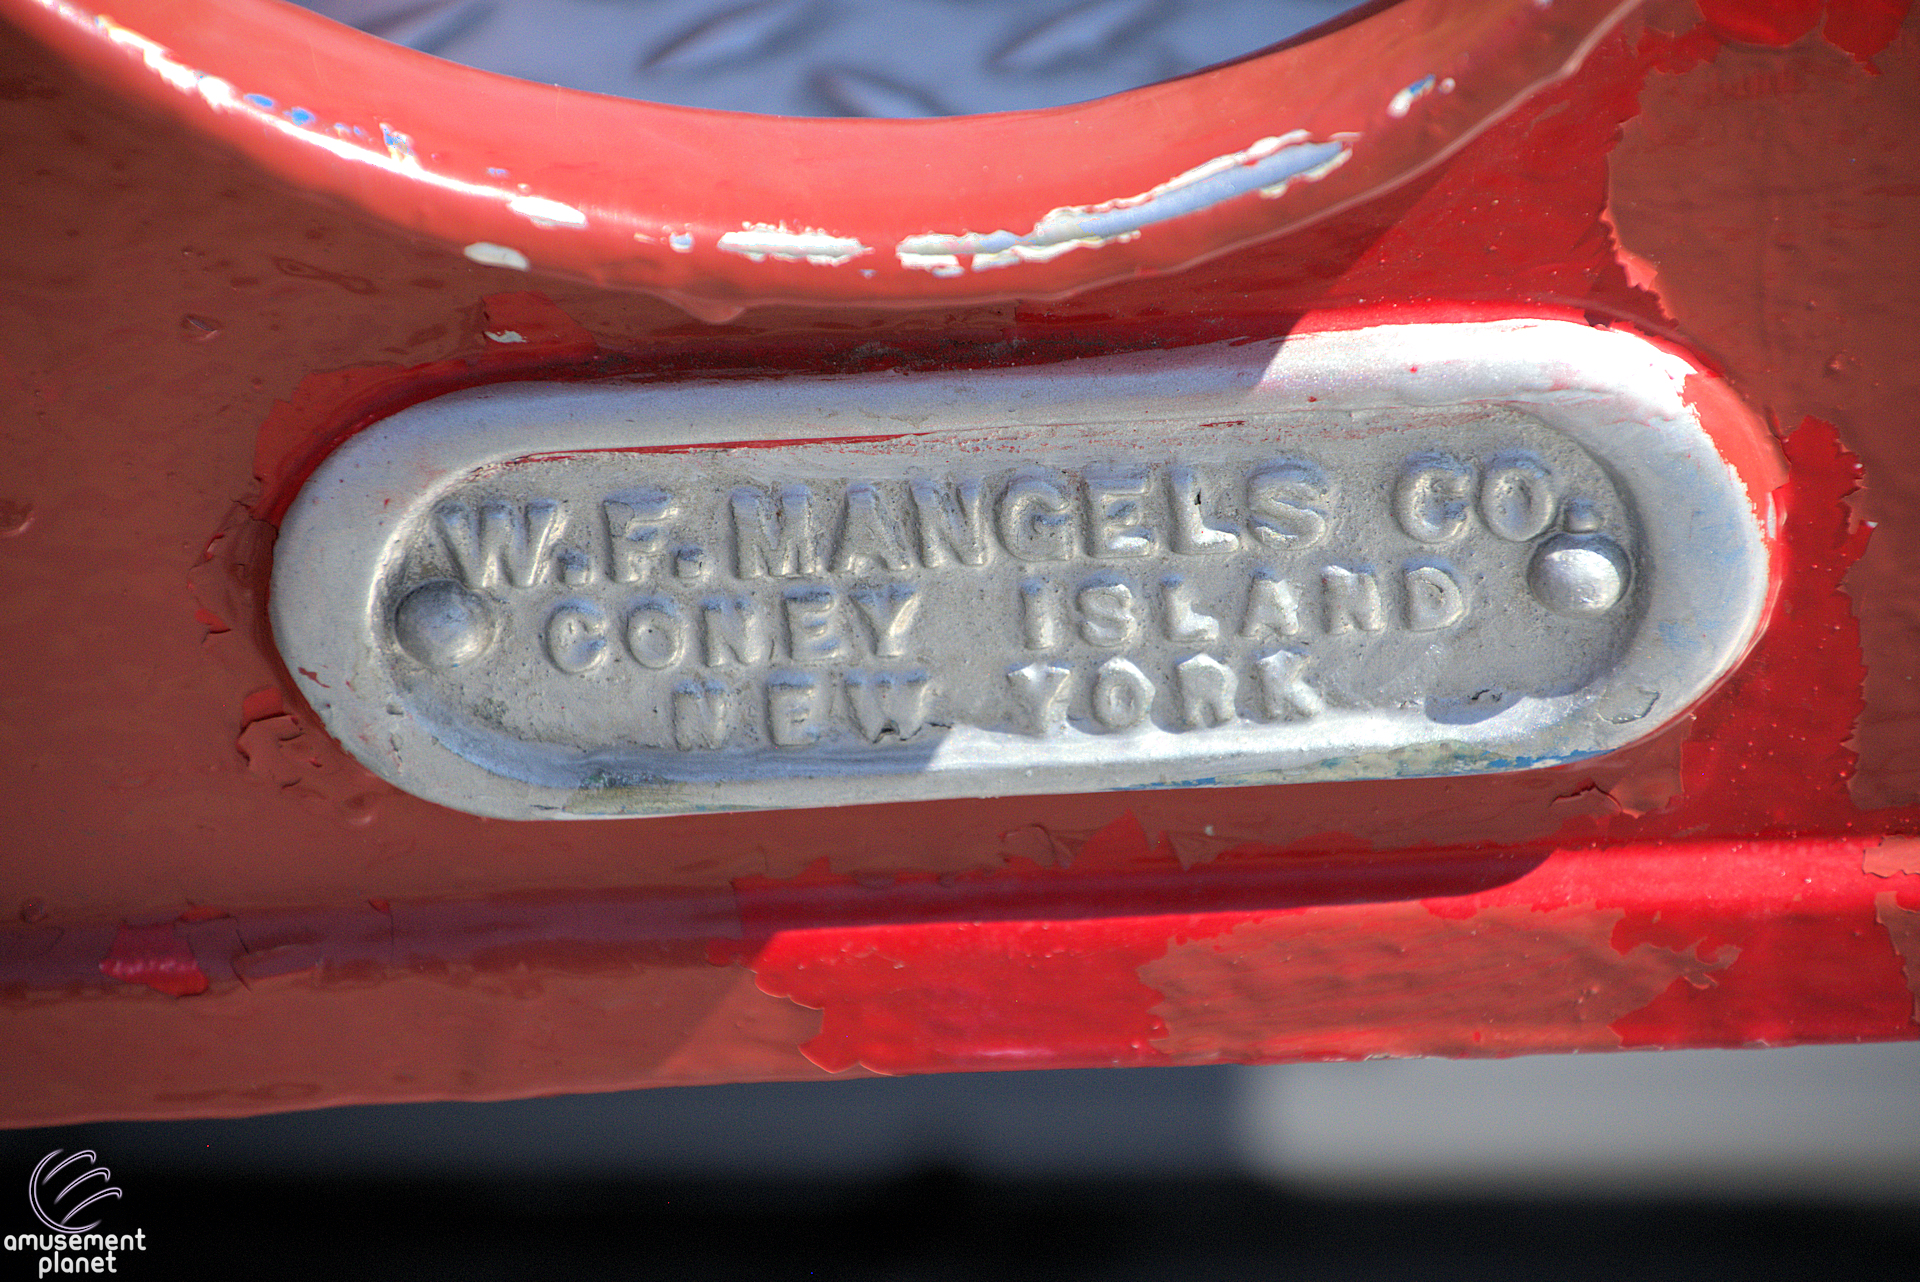 W.F. MANGELS CO.
CONEY ISLAND
NEW YORK
amusement
planet